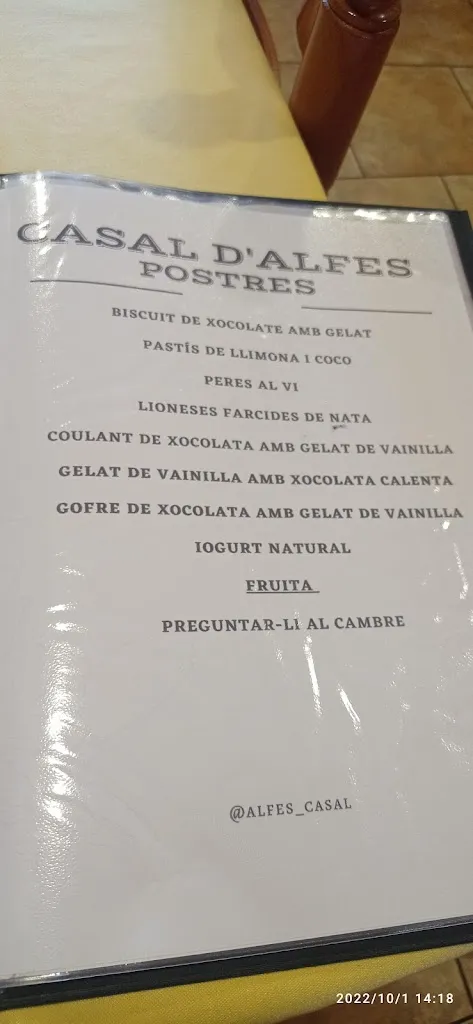 CASAL D'ALFES
POSTRES
BISCUIT DE XOCOLATE AMB GELAT
PASTÍS DE LLIMONA I COCO
PERES AL VI
LIONESES FARCIDES DE NATA
COULANT DE XOCOLATA AMB GELAT DE VAINILLA
GELAT DE VAINILLA AMB XOCOLATA CALENTA
GOFRE DE XOCOLATA AMB GELAT DE VAINILLA
IOGURT NATURAL
FRUITA
PREGUNTAR-LI AL CAMBRE
@ALFES_CASAL
2022/10/1 14:18